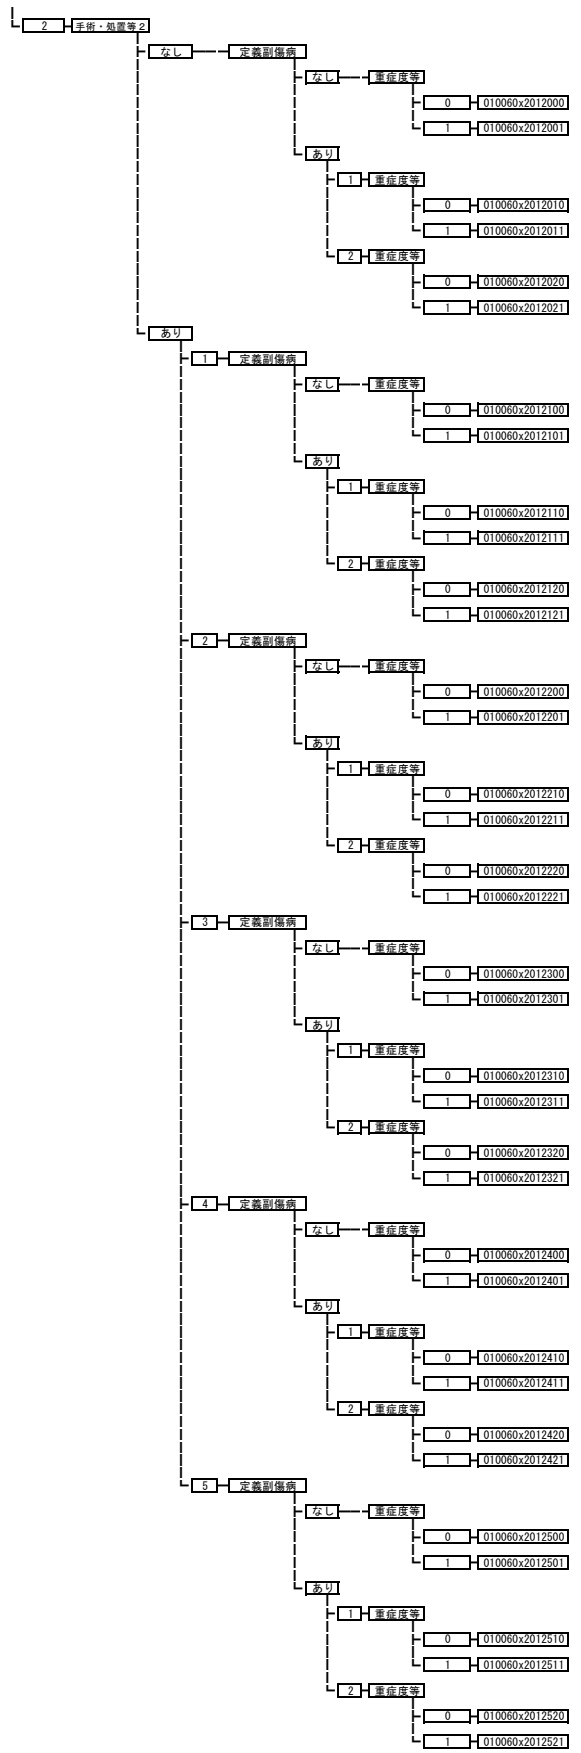 2 手術・処置等２
なし 定義副傷病
なし 重症度等
0 010060x2012000
1 010060x2012001
あり
1 重症度等
0 010060x2012010
1 010060x2012011
2 重症度等
0 010060x2012020
1 010060x2012021
あり
1 定義副傷病
なし 重症度等
0 010060x2012100
1 010060x2012101
あり
1 重症度等
0 010060x2012110
1 010060x2012111
2 重症度等
0 010060x2012120
1 010060x2012121
2 定義副傷病
なし 重症度等
0 010060x2012200
1 010060x2012201
あり
1 重症度等
0 010060x2012210
1 010060x2012211
2 重症度等
0 010060x2012220
1 010060x2012221
3 定義副傷病
なし 重症度等
0 010060x2012300
1 010060x2012301
あり
1 重症度等
0 010060x2012310
1 010060x2012311
2 重症度等
0 010060x2012320
1 010060x2012321
4 定義副傷病
なし 重症度等
0 010060x2012400
1 010060x2012401
あり
1 重症度等
0 010060x2012410
1 010060x2012411
2 重症度等
0 010060x2012420
1 010060x2012421
5 定義副傷病
なし 重症度等
0 010060x2012500
1 010060x2012501
あり
1 重症度等
0 010060x2012510
1 010060x2012511
2 重症度等
0 010060x2012520
1 010060x2012521